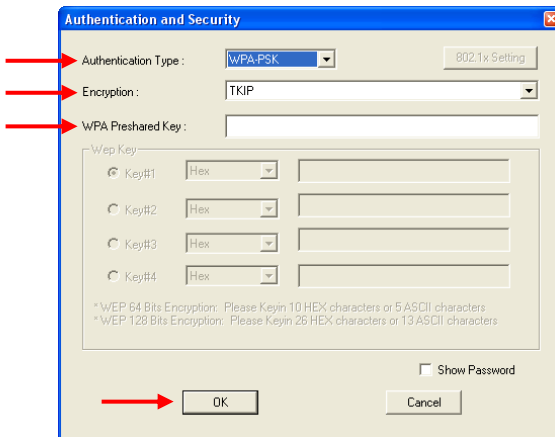 Authentication and Security
Authentication Type : WPA-PSK 802.1x Setting
Encryption : TKIP
WPA Preshared Key :
Wep Key
Key#1 Hex
Key#2 Hex
Key#3 Hex
Key#4 Hex
* WEP 64 Bits Encryption: Please Keyin 10 HEX characters or 5 ASCII characters
* WEP 128 Bits Encryption: Please Keyin 26 HEX characters or 13 ASCII characters
Show Password
OK Cancel